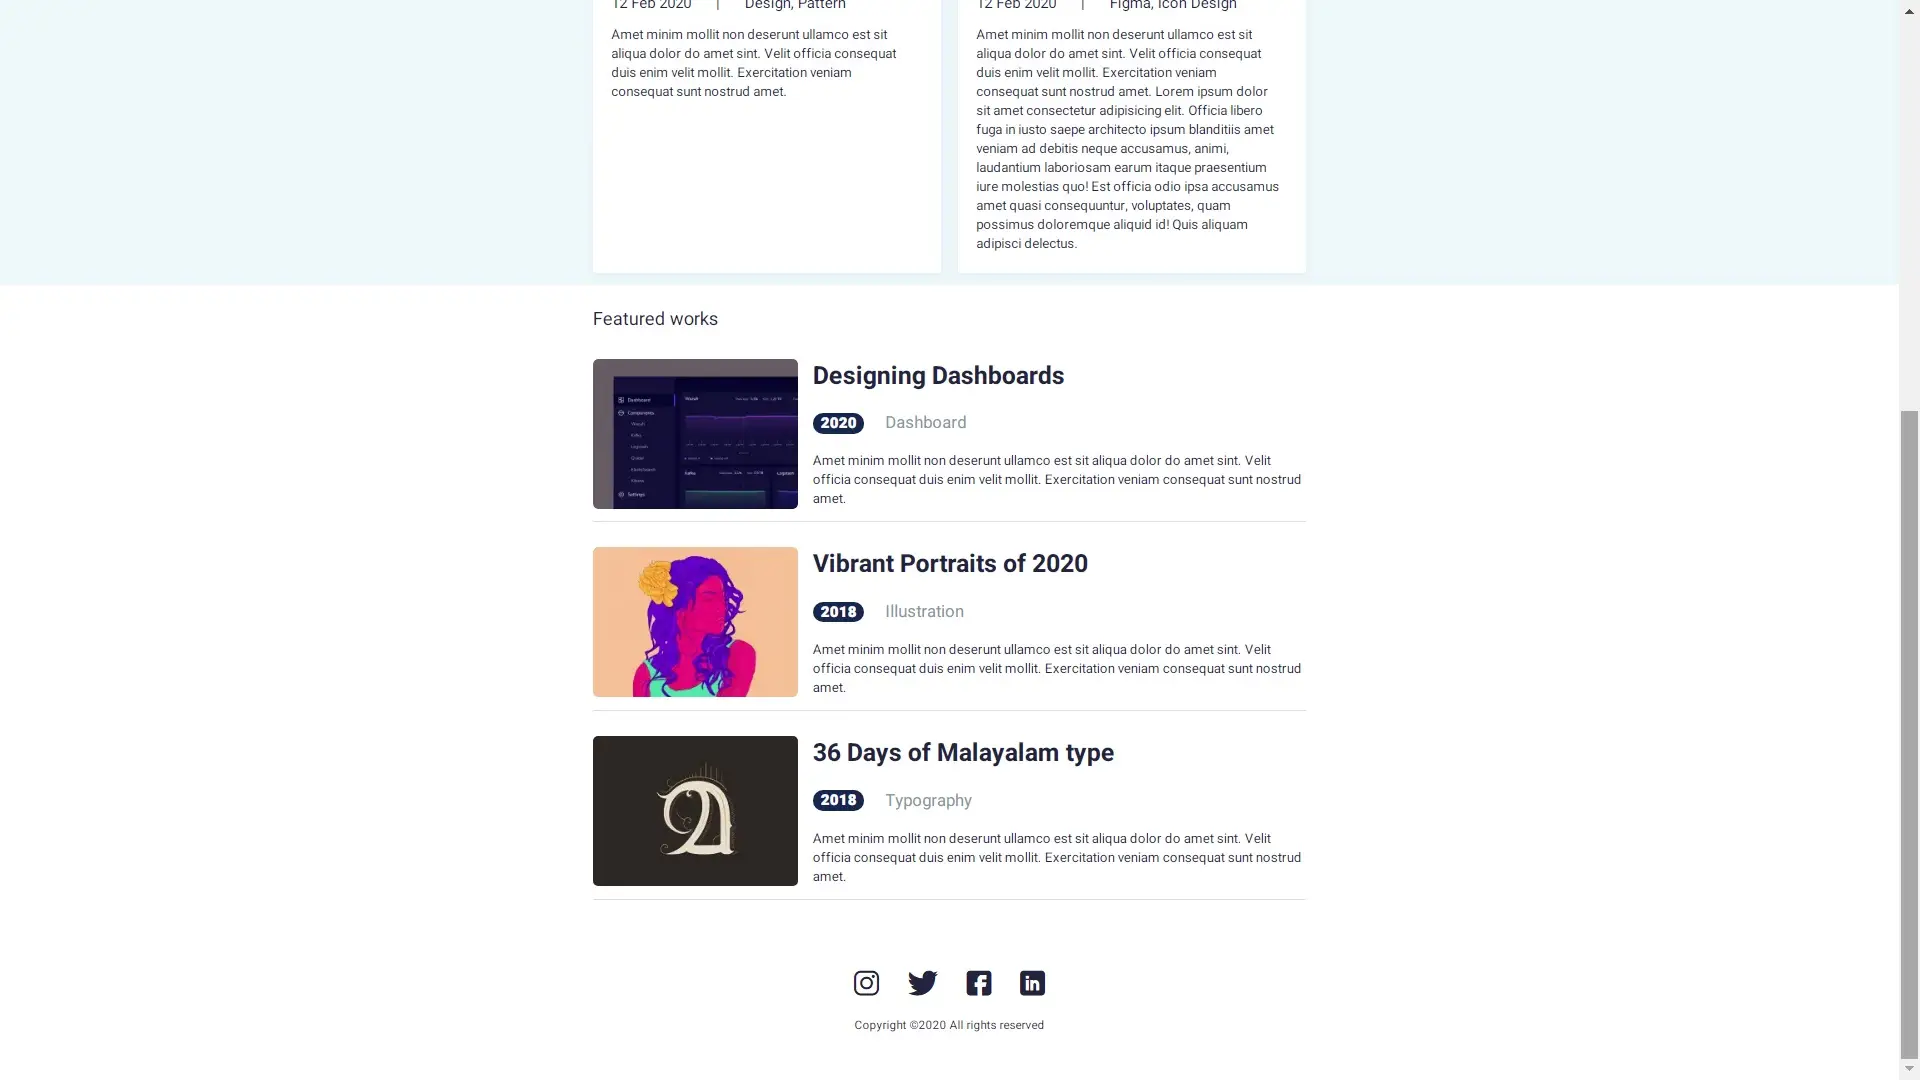 12 Feb 2020 | Design, Pattern
Amet minim mollit non deserunt ullamco est sit
aliqua dolor do amet sint. Velit officia consequat
duis enim velit mollit. Exercitation veniam
consequat sunt nostrud amet.
12 Feb 2020 | Figma, Icon Design
Amet minim mollit non deserunt ullamco est sit
aliqua dolor do amet sint. Velit officia consequat
duis enim velit mollit. Exercitation veniam
consequat sunt nostrud amet. Lorem ipsum dolor
sit amet consectetur adipisicing elit. Officia libero
fuga in iusto saepe architecto ipsum blanditiis amet
veniam ad debitis neque accusamus, animi,
laudantium laboriosam earum itaque praesentium
iure molestias quo! Est officia odio ipsa accusamus
amet quasi consequuntur, voluptates, quam
possimus doloremque aliquid id! Quis aliquam
adipisci delectus.
Featured works
Dashboard
Components
Settings
Designing Dashboards
2020 Dashboard
Amet minim mollit non deserunt ullamco est sit aliqua dolor do amet sint. Velit
officia consequat duis enim velit mollit. Exercitation veniam consequat sunt nostrud
amet.
Vibrant Portraits of 2020
2018 Illustration
Amet minim mollit non deserunt ullamco est sit aliqua dolor do amet sint. Velit
officia consequat duis enim velit mollit. Exercitation veniam consequat sunt nostrud
amet.
36 Days of Malayalam type
2018 Typography
Amet minim mollit non deserunt ullamco est sit aliqua dolor do amet sint. Velit
officia consequat duis enim velit mollit. Exercitation veniam consequat sunt nostrud
amet.
Copyright ©2020 All rights reserved